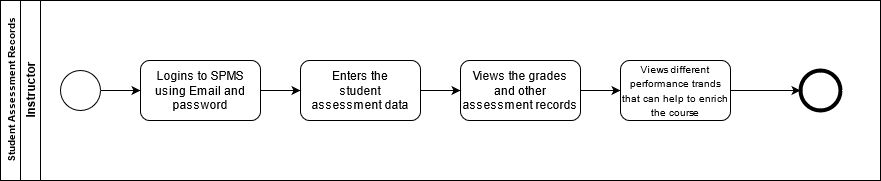 Student Assessment Records
Instructor
Logins to SPMS
using Email and
password
Enters the
student
assessment data
Views the grades
and other
assessment records
Views different
performance trands
that can help to enrich
the course